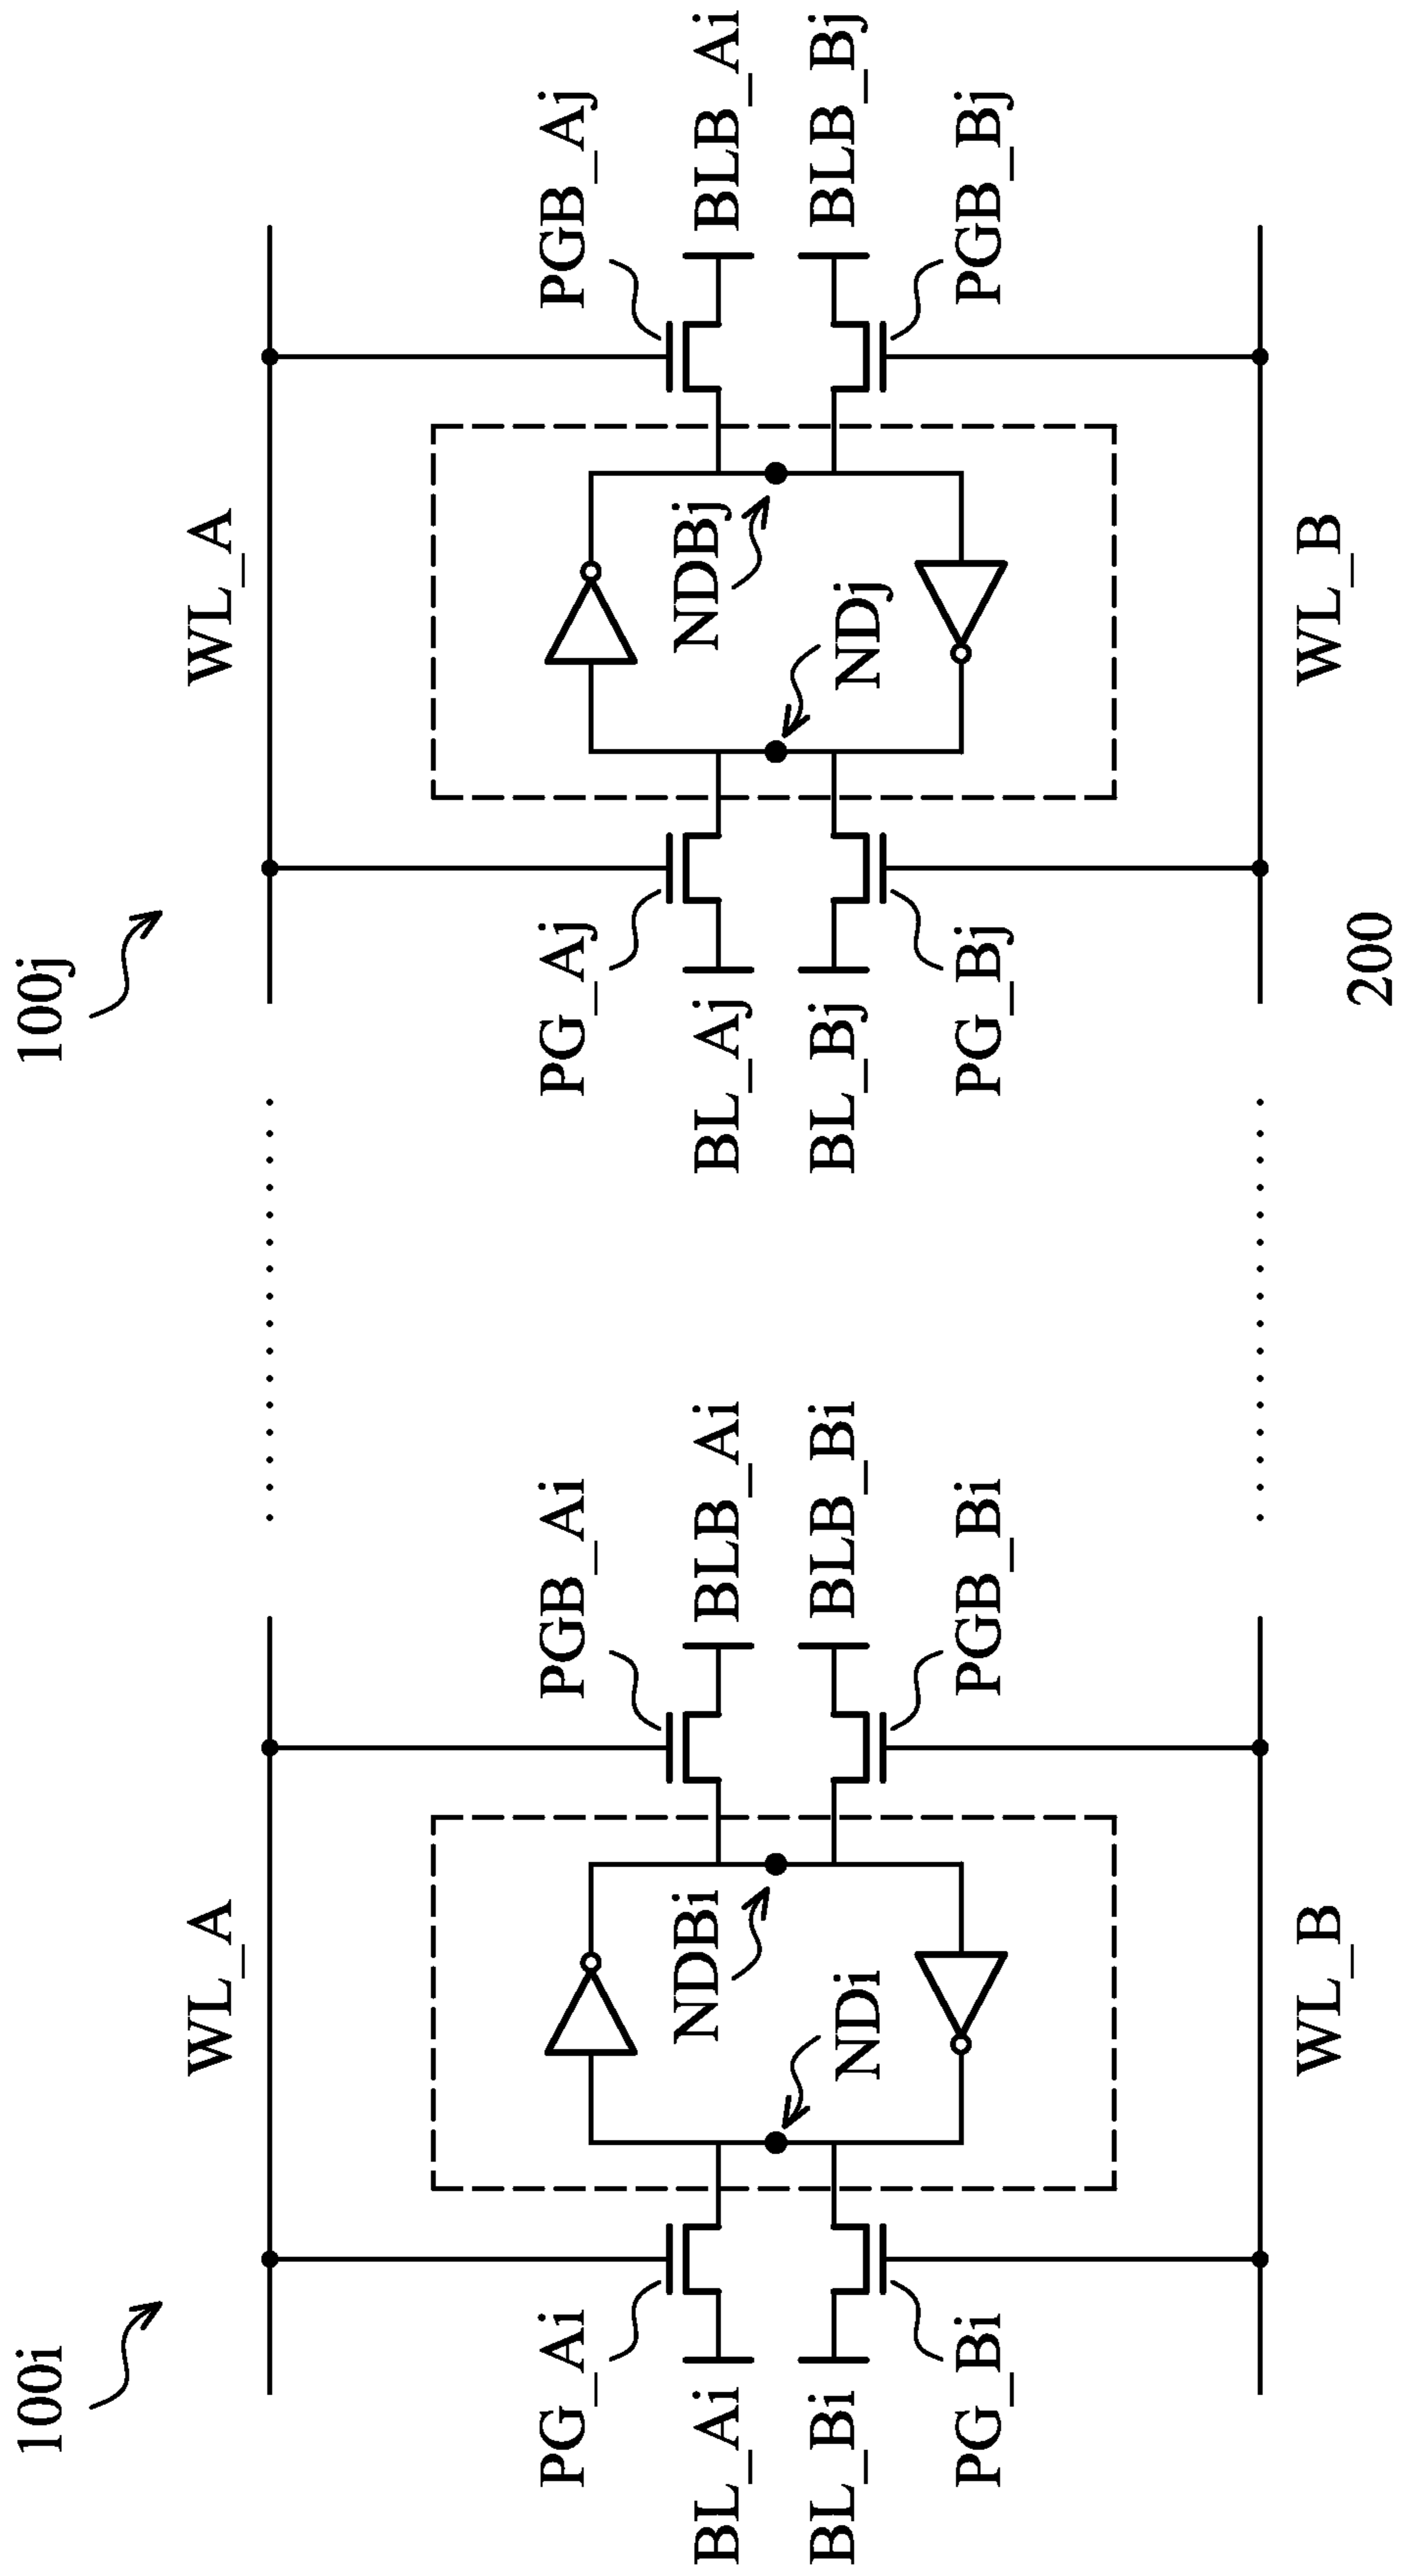 100i
100j
WL_A
WL_A
PG_Ai
PGB_Ai
PG_Aj
PGB_Aj
BL_Ai
NDBi
BLB_Ai
BL_Aj
NDBj
BLB_Ai
BL_Bi
NDi
BLB_Bi
BL_Bj
NDj
BLB_Bj
PG_Bi
PGB_Bi
PG_Bj
PGB_Bj
WL_B
WL_B
200